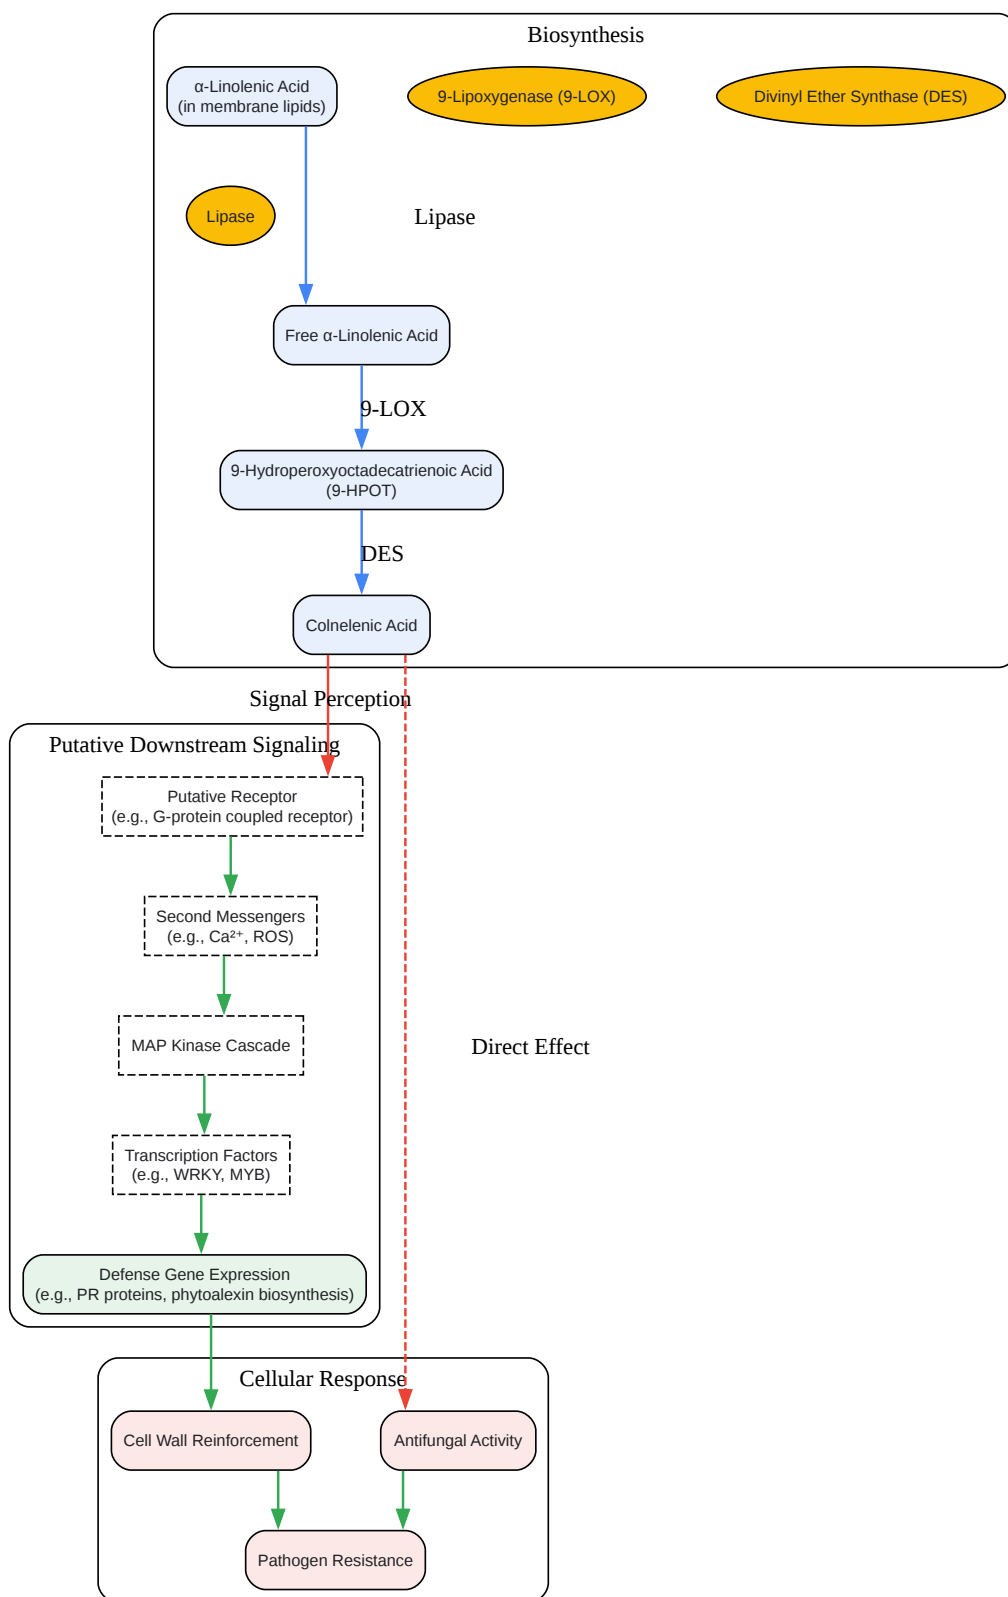 Biosynthesis
α-Linolenic Acid
(in membrane lipids)
9-Lipoxygenase (9-LOX)
Divinyl Ether Synthase (DES)
Lipase
Lipase
Free α-Linolenic Acid
9-LOX
9-Hydroperoxyoctadecatrienoic Acid
(9-HPOT)
DES
Colnelenic Acid
Signal Perception
Putative Downstream Signaling
Putative Receptor
(e.g., G-protein coupled receptor)
Second Messengers
(e.g., Ca²⁺, ROS)
MAP Kinase Cascade
Direct Effect
Transcription Factors
(e.g., WRKY, MYB)
Defense Gene Expression
(e.g., PR proteins, phytoalexin biosynthesis)
Cellular Response
Cell Wall Reinforcement
Antifungal Activity
Pathogen Resistance